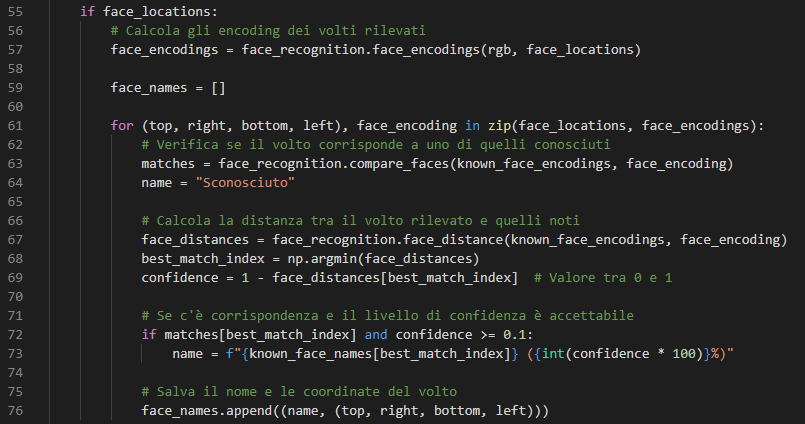 55 if face_locations:
56 # Calcola gli encoding dei volti rilevati
57 face_encodings = face_recognition.face_encodings(rgb, face_locations)
58
59 face_names = []
60
61 for (top, right, bottom, left), face_encoding in zip(face_locations, face_encodings):
62 # Verifica se il volto corrisponde a uno di quelli conosciuti
63 matches = face_recognition.compare_faces(known_face_encodings, face_encoding)
64 name = "Sconosciuto"
65
66 # Calcola la distanza tra il volto rilevato e quelli noti
67 face_distances = face_recognition.face_distance(known_face_encodings, face_encoding)
68 best_match_index = np.argmin(face_distances)
69 confidence = 1 - face_distances[best_match_index]  # Valore tra 0 e 1
70
71 # Se c'è corrispondenza e il livello di confidenza è accettabile
72 if matches[best_match_index] and confidence >= 0.1:
73 name = f"{known_face_names[best_match_index]} ({int(confidence * 100)}%)"
74
75 # Salva il nome e le coordinate del volto
76 face_names.append((name, (top, right, bottom, left)))